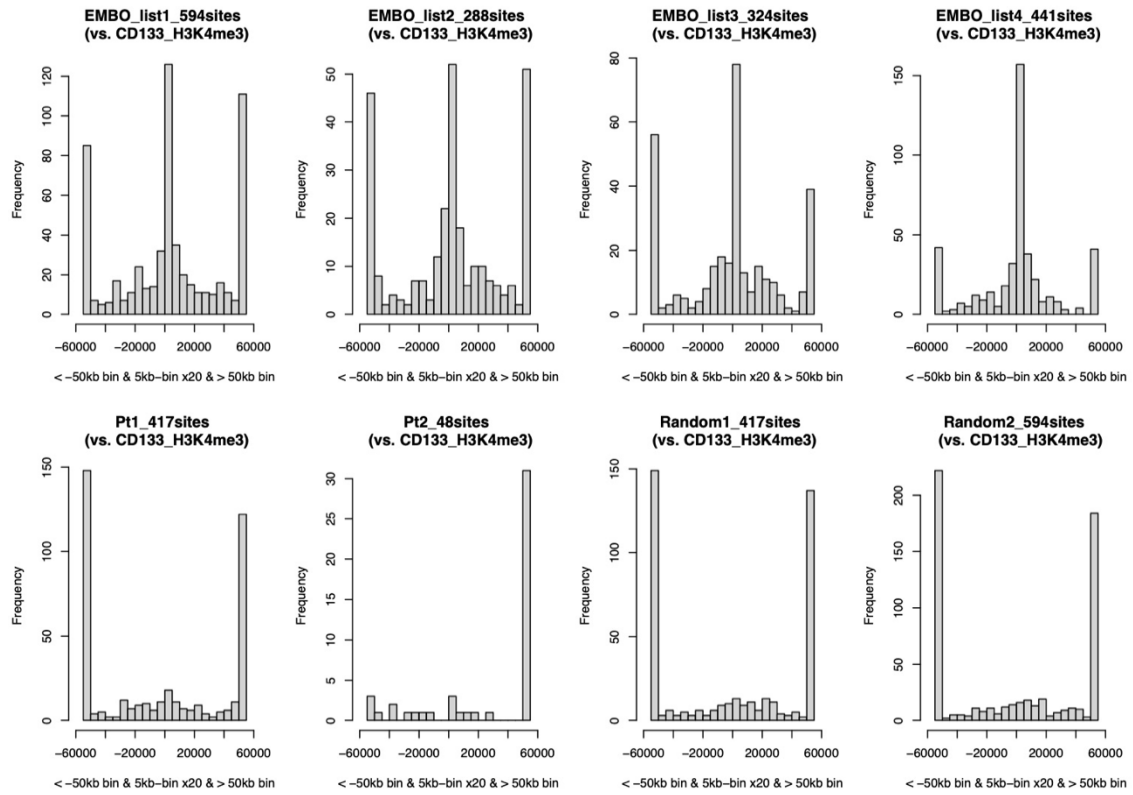 EMBO_list1_594sites
(vs. CD133_H3K4me3)
Frequency
0 20 40 60 80 100 120
−60000 −20000 20000 60000
< −50kb bin & 5kb−bin x20 & > 50kb bin
EMBO_list2_288sites
(vs. CD133_H3K4me3)
Frequency
0 10 20 30 40 50
−60000 −20000 20000 60000
< −50kb bin & 5kb−bin x20 & > 50kb bin
EMBO_list3_324sites
(vs. CD133_H3K4me3)
Frequency
0 20 40 60 80
−60000 −20000 20000 60000
< −50kb bin & 5kb−bin x20 & > 50kb bin
EMBO_list4_441sites
(vs. CD133_H3K4me3)
Frequency
0 50 100 150
−60000 −20000 20000 60000
< −50kb bin & 5kb−bin x20 & > 50kb bin
Pt1_417sites
(vs. CD133_H3K4me3)
Frequency
0 50 100 150
−60000 −20000 20000 60000
< −50kb bin & 5kb−bin x20 & > 50kb bin
Pt2_48sites
(vs. CD133_H3K4me3)
Frequency
0 5 10 15 20 25 30
−60000 −20000 20000 60000
< −50kb bin & 5kb−bin x20 & > 50kb bin
Random1_417sites
(vs. CD133_H3K4me3)
Frequency
0 50 100 150
−60000 −20000 20000 60000
< −50kb bin & 5kb−bin x20 & > 50kb bin
Random2_594sites
(vs. CD133_H3K4me3)
Frequency
0 50 100 150 200
−60000 −20000 20000 60000
< −50kb bin & 5kb−bin x20 & > 50kb bin